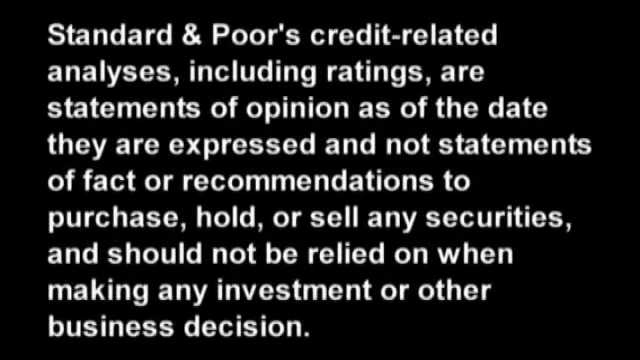 Standard & Poor's credit-related
analyses, including ratings, are
statements of opinion as of the date
they are expressed and not statements
of fact or recommendations to
purchase, hold, or sell any securities,
and should not be relied on when
making any investment or other
business decision.